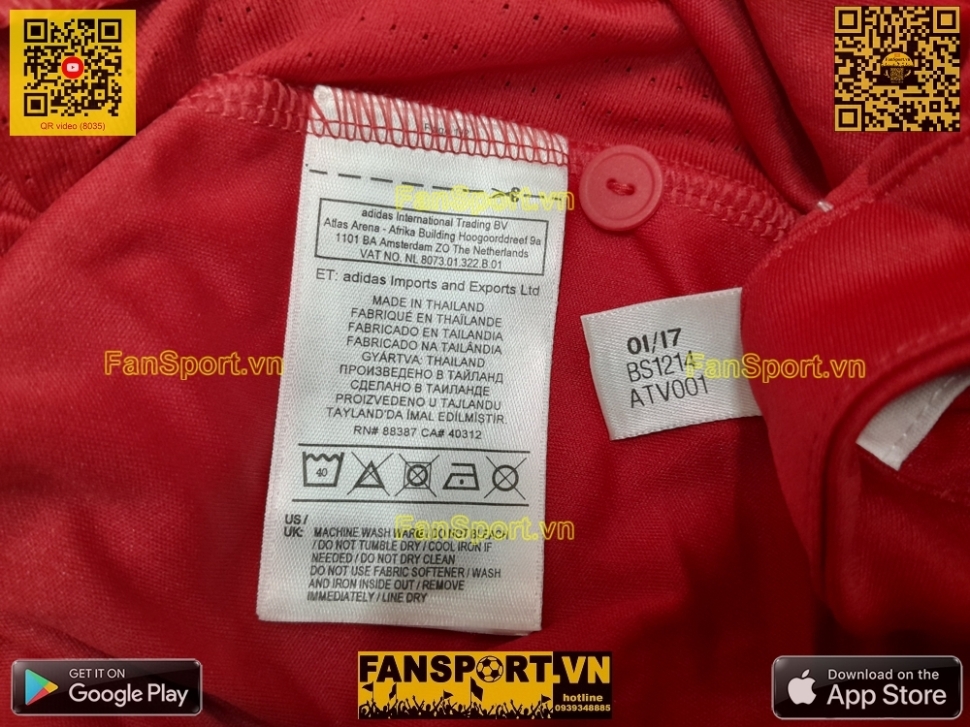 QR video (8035)
FanSport.vn
adidas International Trading BV
Atlas Arena - Afrika Building Hoogoorddreef 9a
1101 BA Amsterdam ZO The Netherlands
VAT NO. NL 8073.01.322.B.01
ET: adidas Imports and Exports Ltd
MADE IN THAILAND
FABRIQUÉ EN THAÏLANDE
FABRICADO EN TAILANDIA
FABRICADO NA TAILÂNDIA
GYÁRTVA: THAILAND
ПРОИЗВЕДЕНО В ТАЙЛАНД
СДЕЛАНО В ТАИЛАНДЕ
PROIZVEDENO U TAJLANDU
TAYLAND'DA İMAL EDİLMİŞTİR.
RN# 88387 CA# 40312
01/17
BS1214
ATV001
FanSport.vn
FanSport.vn
40
US / UK: MACHINE WASH WARM / DO NOT BLEACH
/ DO NOT TUMBLE DRY / COOL IRON IF
NEEDED / DO NOT DRY CLEAN
DO NOT USE FABRIC SOFTENER / WASH
AND IRON INSIDE OUT / REMOVE
IMMEDIATELY / LINE DRY
FanSport.vn
GET IT ON
Google Play
FANSPORT.VN
hotline
0939348885
Download on the
App Store